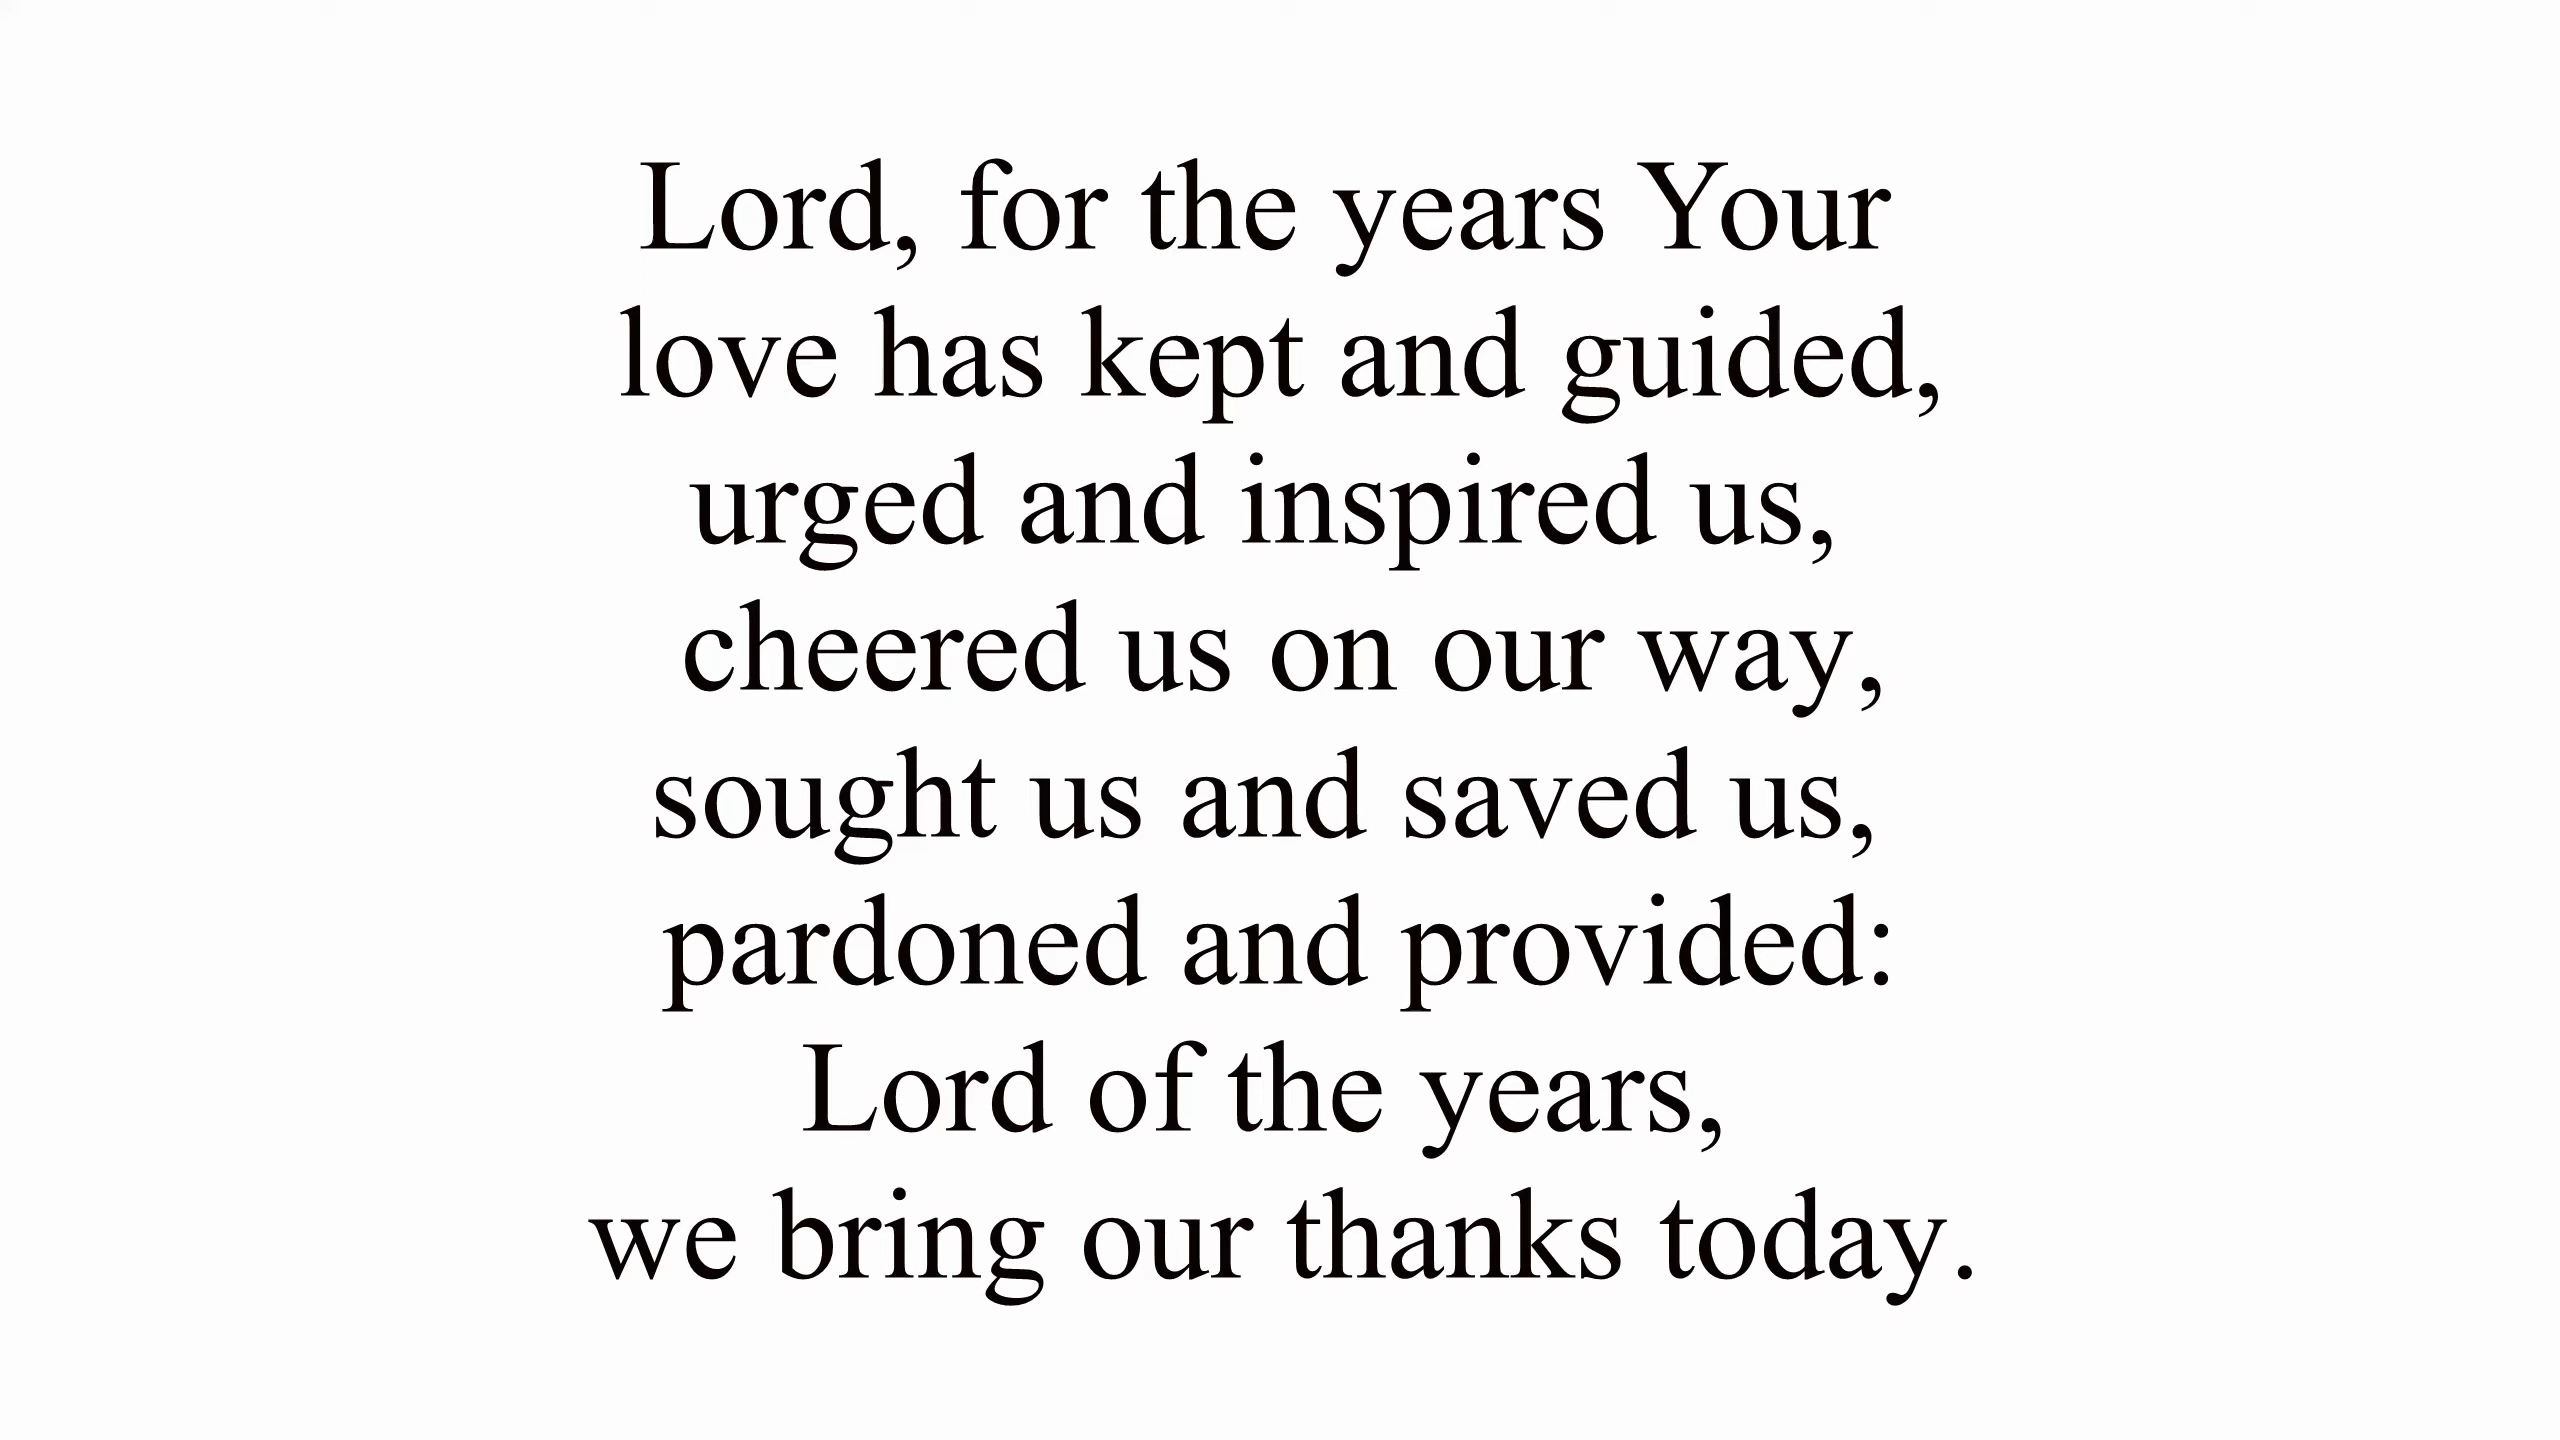 Lord, for the years Your
love has kept and guided,
urged and inspired us,
cheered us on our way,
sought us and saved us,
pardoned and provided:
Lord of the years,
we bring our thanks today.